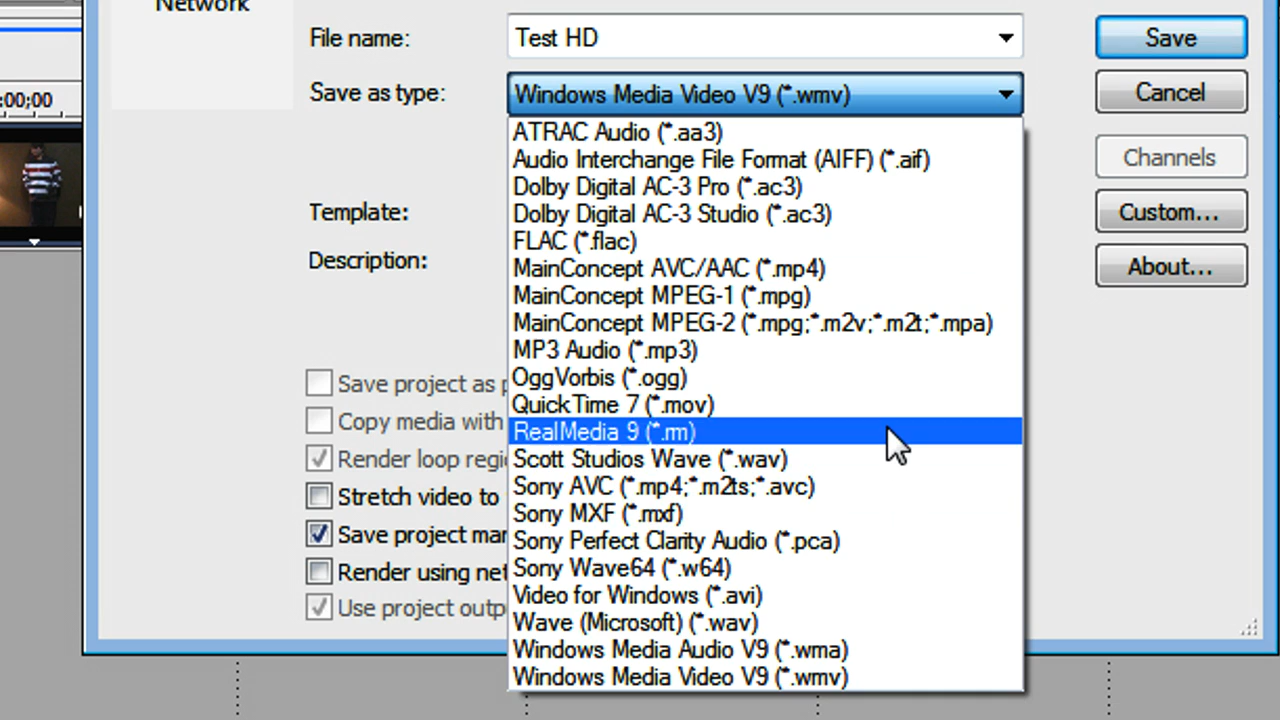 Network
File name:
Test HD
Save
Save as type:
Windows Media Video V9 (*.wmv)
Cancel
:00;00
ATRAC Audio (*.aa3)
Audio Interchange File Format (AIFF) (*.aif)
Channels
Dolby Digital AC-3 Pro (*.ac3)
Template:
Dolby Digital AC-3 Studio (*.ac3)
Custom...
FLAC (*.flac)
Description:
MainConcept AVC/AAC (*.mp4)
About...
MainConcept MPEG-1 (*.mpg)
MainConcept MPEG-2 (*.mpg;*.m2v;*.m2t;*.mpa)
MP3 Audio (*.mp3)
Save project as p
OggVorbis (*.ogg)
QuickTime 7 (*.mov)
Copy media with
RealMedia 9 (*.rm)
Render loop regi
Scott Studios Wave (*.wav)
Sony AVC (*.mp4;*.m2ts;*.avc)
Stretch video to
Sony MXF (*.mxf)
Save project mar
Sony Perfect Clarity Audio (*.pca)
Sony Wave64 (*.w64)
Render using net
Video for Windows (*.avi)
Use project outp
Wave (Microsoft) (*.wav)
Windows Media Audio V9 (*.wma)
Windows Media Video V9 (*.wmv)